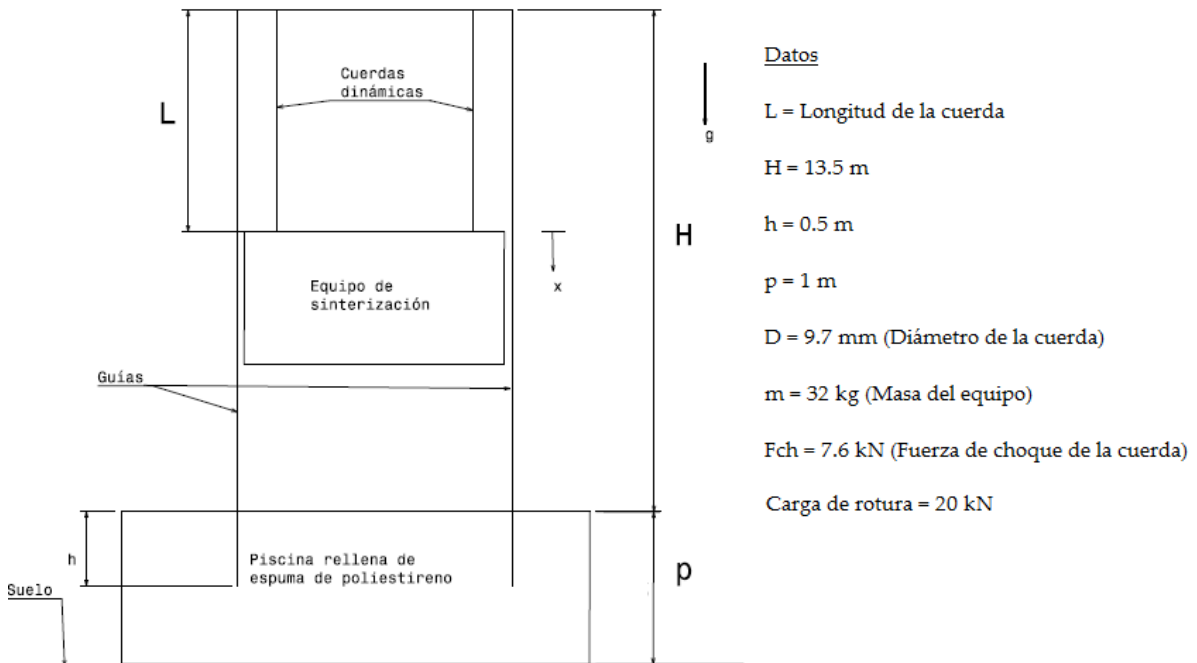 Cuerdas
dinámicas
L
g
H
Equipo de
sinterización
x
Guías
h
Piscina rellena de
espuma de poliestireno
p
Suelo
Datos
L = Longitud de la cuerda
H = 13.5 m
h = 0.5 m
p = 1 m
D = 9.7 mm (Diámetro de la cuerda)
m = 32 kg (Masa del equipo)
Fch = 7.6 kN (Fuerza de choque de la cuerda)
Carga de rotura = 20 kN